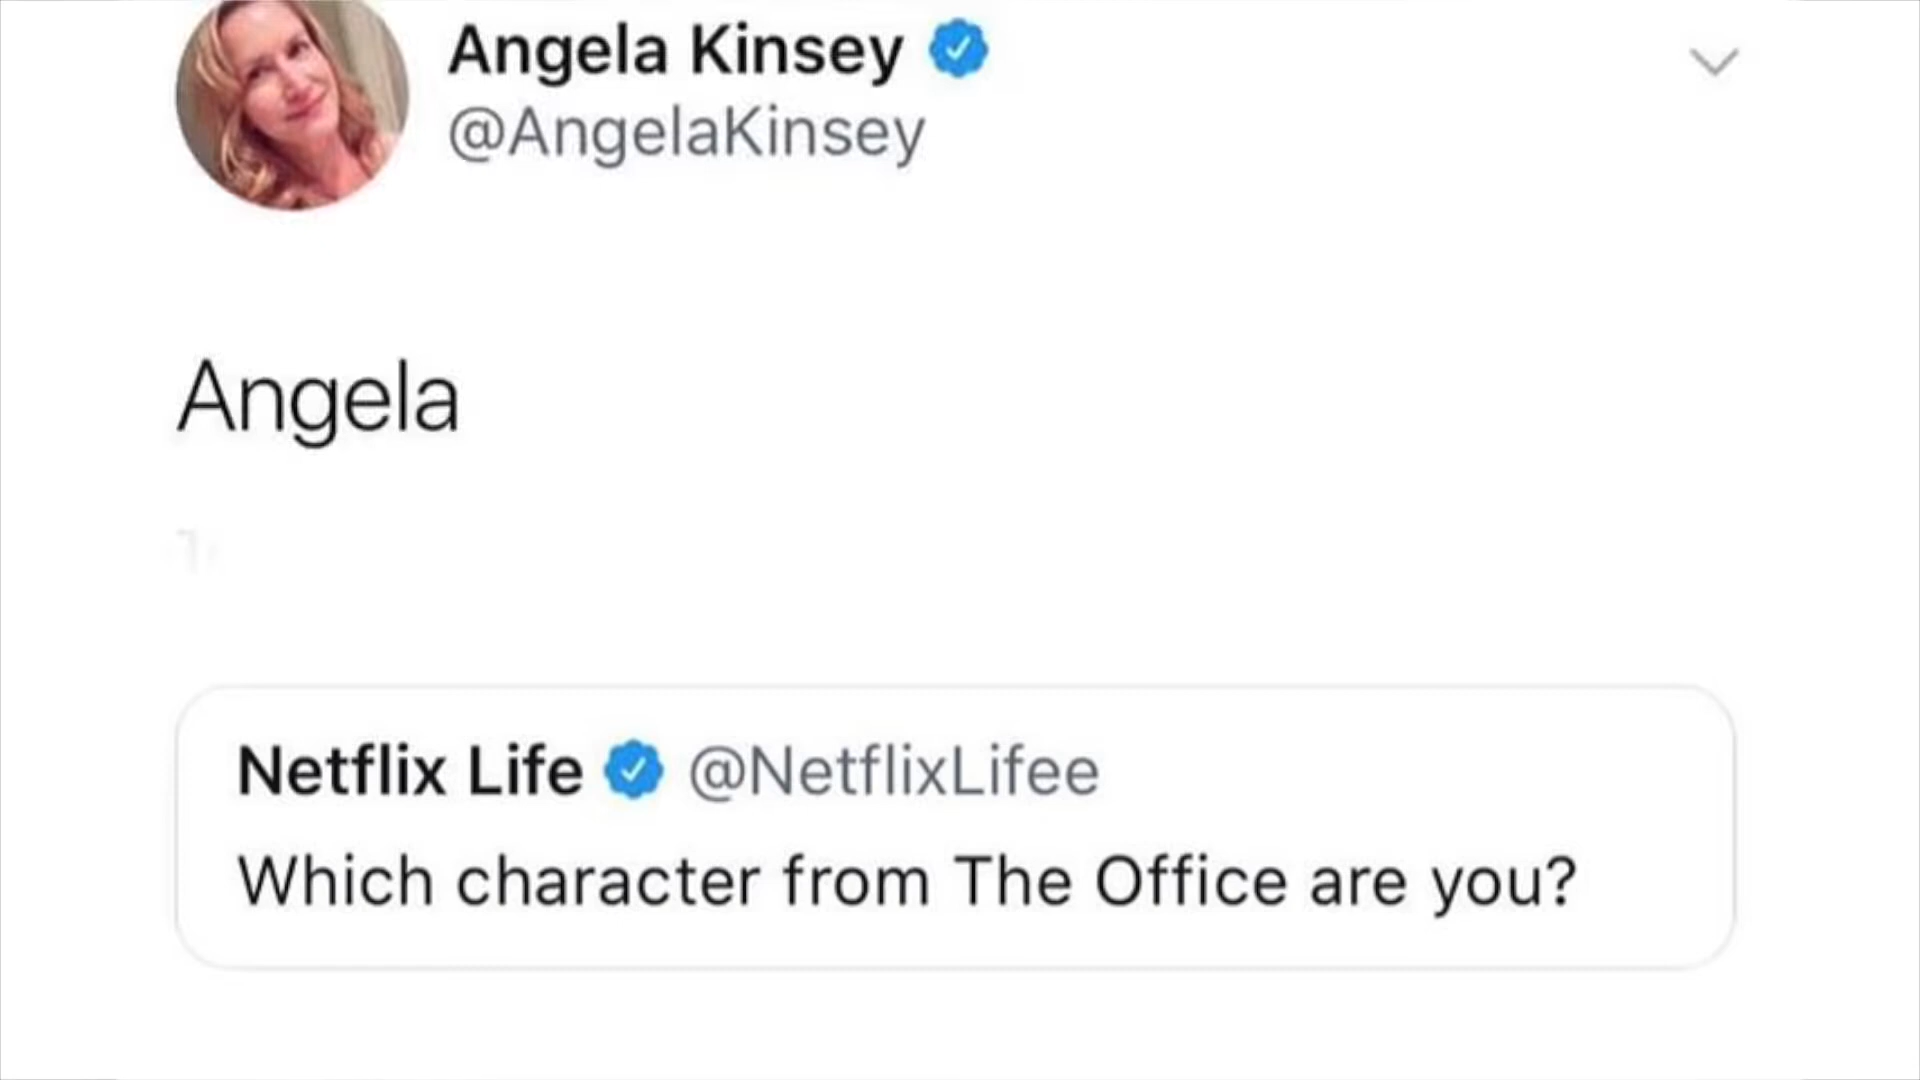 Angela Kinsey
@AngelaKinsey
Angela
Netflix Life @NetflixLifee
Which character from The Office are you?